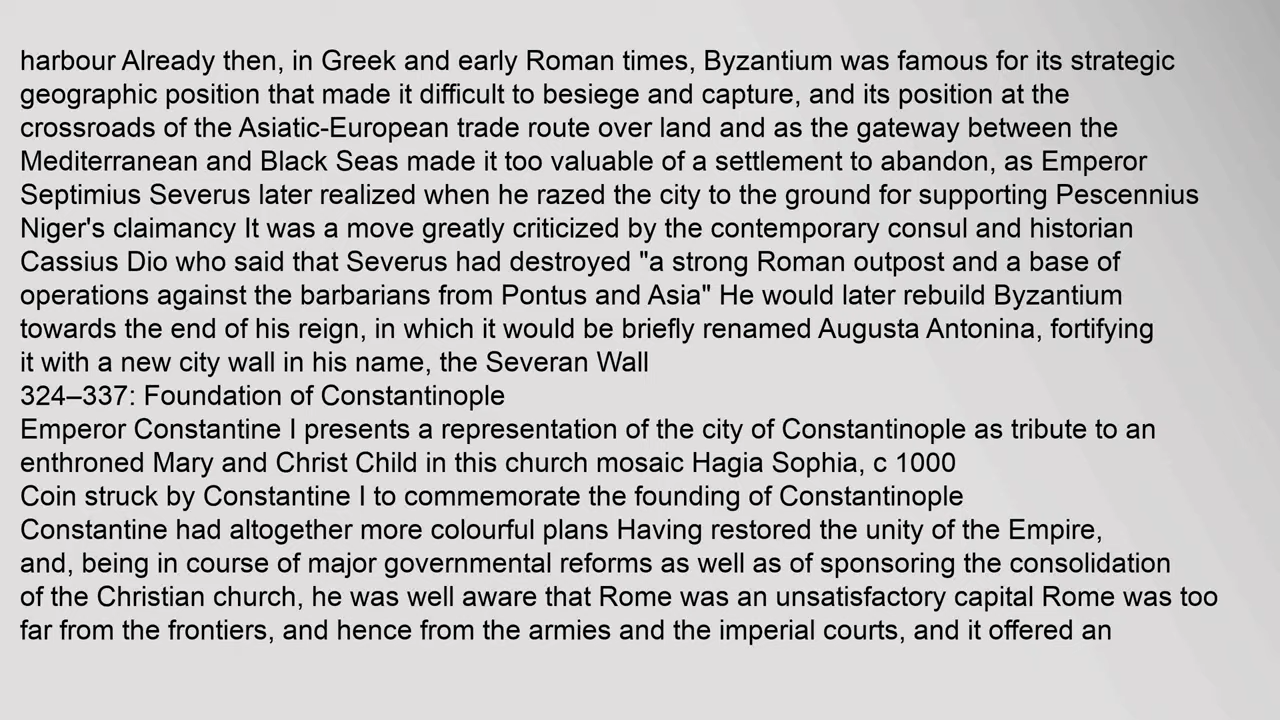 harbour Already then, in Greek and early Roman times, Byzantium was famous for its strategic
geographic position that made it difficult to besiege and capture, and its position at the
crossroads of the Asiatic-European trade route over land and as the gateway between the
Mediterranean and Black Seas made it too valuable of a settlement to abandon, as Emperor
Septimius Severus later realized when he razed the city to the ground for supporting Pescennius
Niger's claimancy It was a move greatly criticized by the contemporary consul and historian
Cassius Dio who said that Severus had destroyed "a strong Roman outpost and a base of
operations against the barbarians from Pontus and Asia" He would later rebuild Byzantium
towards the end of his reign, in which it would be briefly renamed Augusta Antonina, fortifying
it with a new city wall in his name, the Severan Wall
324–337: Foundation of Constantinople
Emperor Constantine I presents a representation of the city of Constantinople as tribute to an
enthroned Mary and Christ Child in this church mosaic Hagia Sophia, c 1000
Coin struck by Constantine I to commemorate the founding of Constantinople
Constantine had altogether more colourful plans Having restored the unity of the Empire,
and, being in course of major governmental reforms as well as of sponsoring the consolidation
of the Christian church, he was well aware that Rome was an unsatisfactory capital Rome was too
far from the frontiers, and hence from the armies and the imperial courts, and it offered an